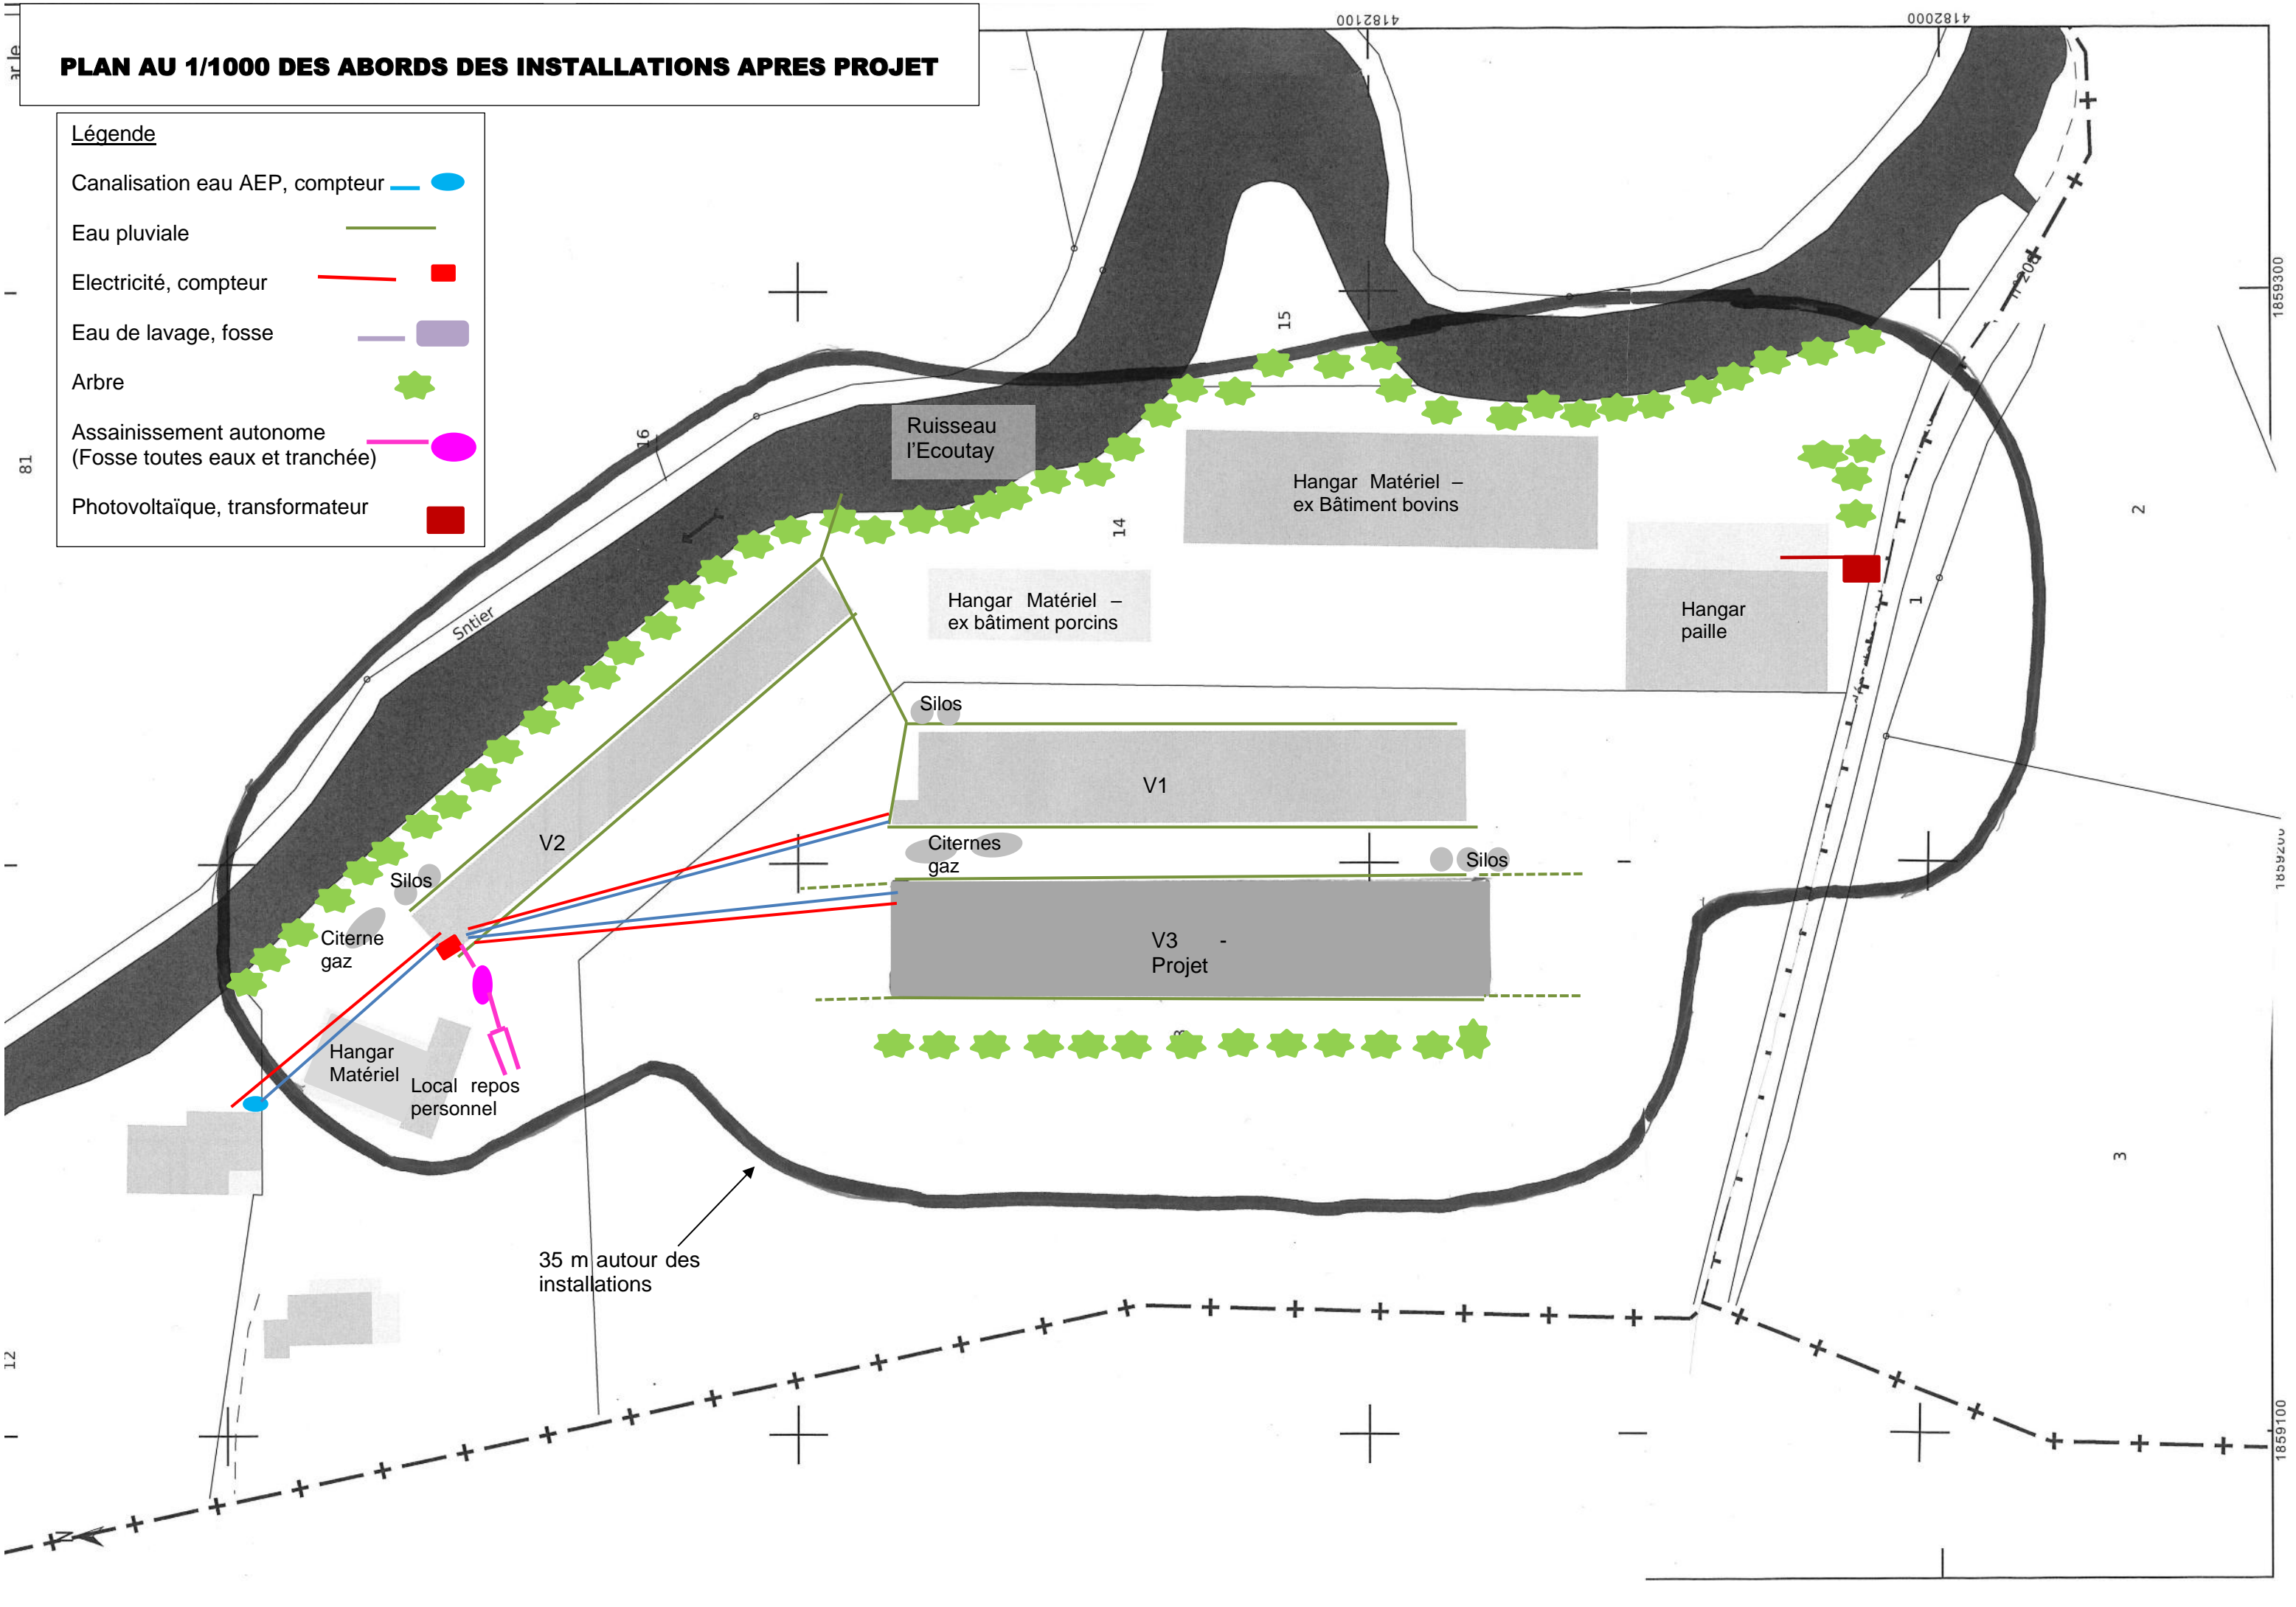 PLAN AU 1/1000 DES ABORDS DES INSTALLATIONS APRES PROJET
Légende
Canalisation eau AEP, compteur
Eau pluviale
Electricité, compteur
Eau de lavage, fosse
Arbre
Assainissement autonome
(Fosse toutes eaux et tranchée)
Photovoltaïque, transformateur
4182100
4182000
1859300
15
16
81
Ruisseau
l'Ecoutay
14
Hangar Matériel –
ex Bâtiment bovins
2
Hangar Matériel –
ex bâtiment porcins
Hangar
paille
1
Sntier
Silos
V1
V2
Citernes
gaz
Silos
Silos
Citerne
gaz
V3 -
Projet
Hangar
Matériel
Local repos
personnel
3
35 m autour des
installations
12
1859100
N